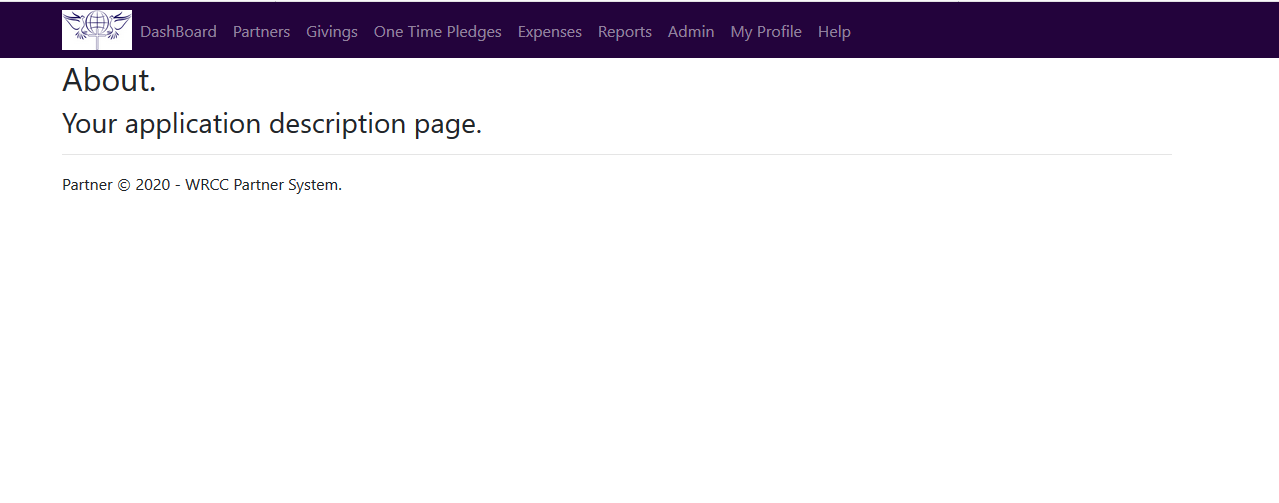 DashBoard Partners Givings One Time Pledges Expenses Reports Admin My Profile Help
About.
Your application description page.
Partner © 2020 - WRCC Partner System.